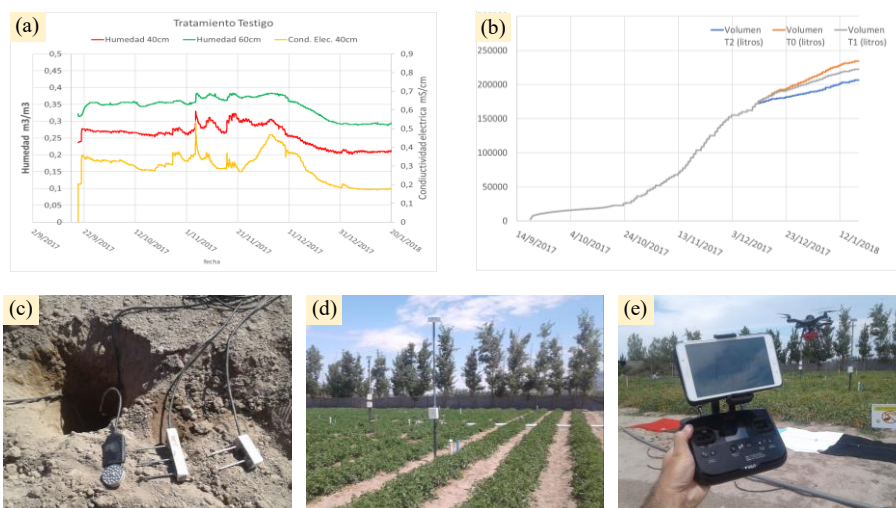 (a)
Tratamiento Testigo
Humedad 40cm
Humedad 60cm
Cond. Elec. 40cm
Humedad m3/m3
0,5
0,45
0,4
0,35
0,3
0,25
0,2
0,15
0,1
0,05
0
0,9
0,8
0,7
0,6
0,5
0,4
0,3
0,2
0,1
0
Conductividad electrica mS/cm
2/9/2017
22/9/2017
12/10/2017
1/11/2017
21/11/2017
11/12/2017
31/12/2017
20/1/2018
fecha
(b)
Volumen
T2 (litros)
Volumen
T0 (litros)
Volumen
T1 (litros)
250000
200000
150000
100000
50000
0
14/9/2017
4/10/2017
24/10/2017
13/11/2017
3/12/2017
23/12/2017
12/1/2018
(c)
(d)
(e)